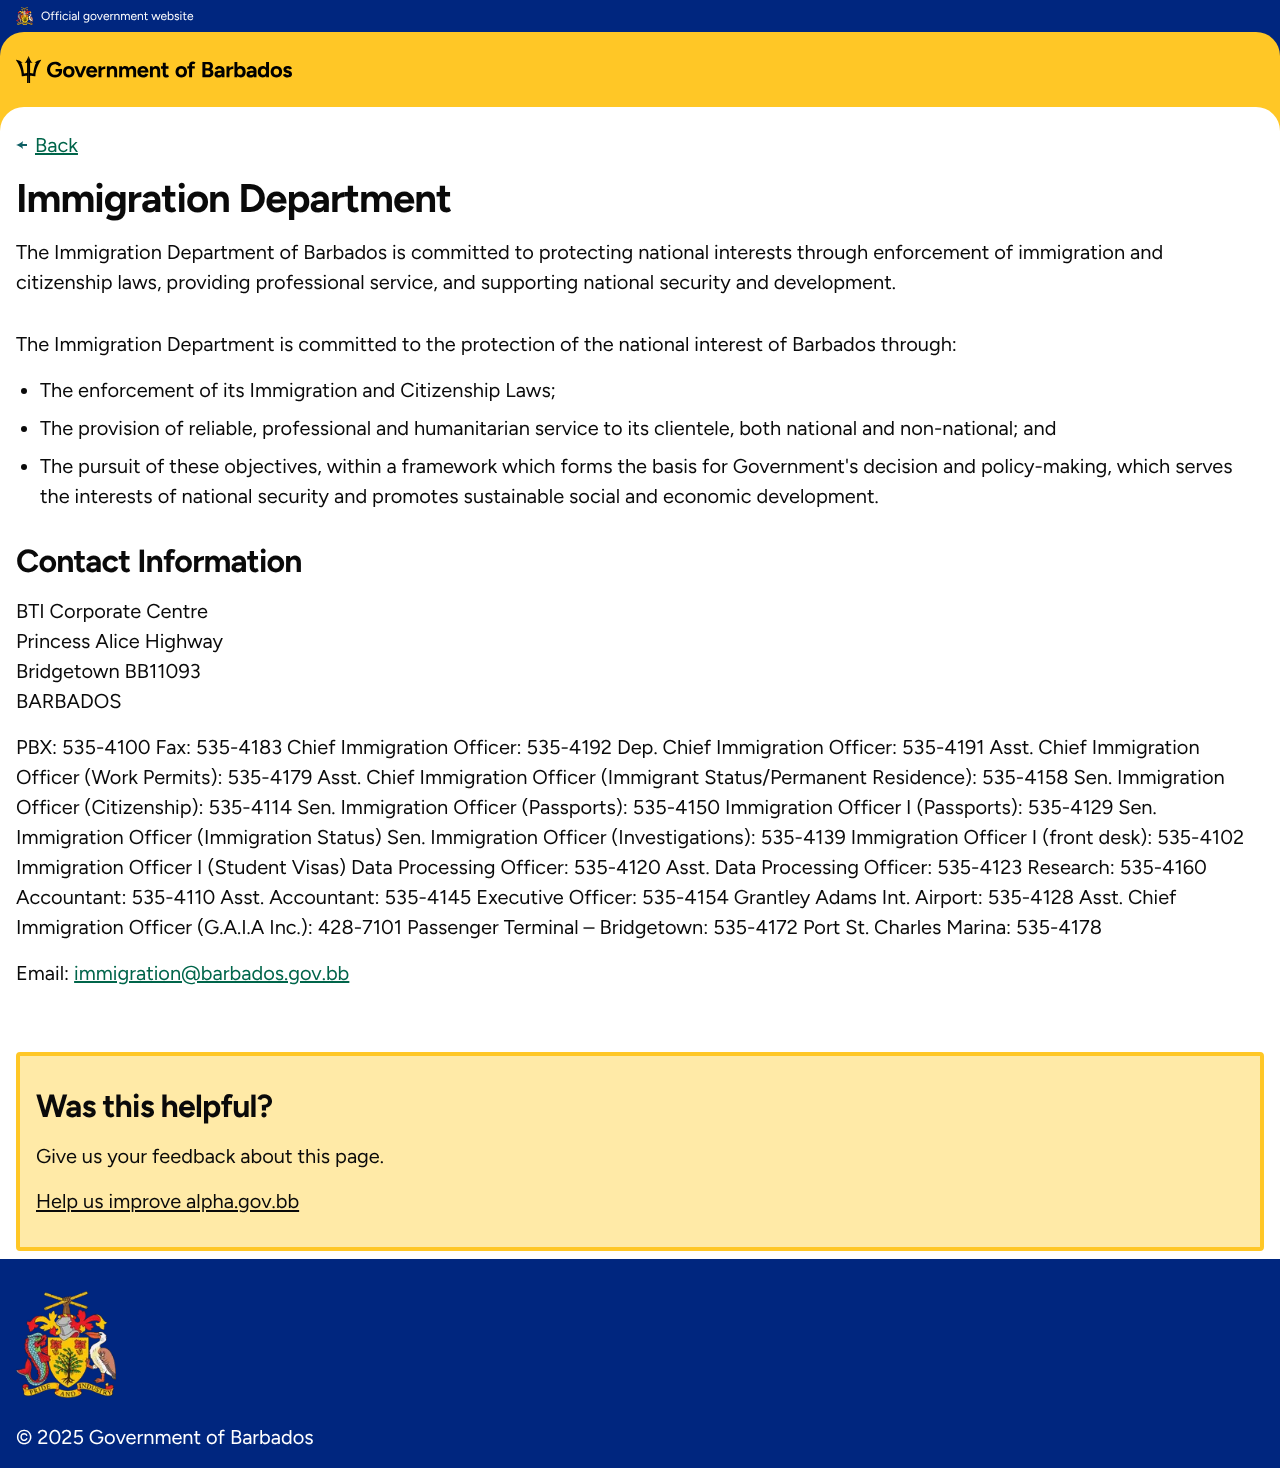 Official government website
Government of Barbados
Back
Immigration Department
The Immigration Department of Barbados is committed to protecting national interests through enforcement of immigration and
citizenship laws, providing professional service, and supporting national security and development.
The Immigration Department is committed to the protection of the national interest of Barbados through:
• The enforcement of its Immigration and Citizenship Laws;
• The provision of reliable, professional and humanitarian service to its clientele, both national and non-national; and
• The pursuit of these objectives, within a framework which forms the basis for Government's decision and policy-making, which serves
the interests of national security and promotes sustainable social and economic development.
Contact Information
BTI Corporate Centre
Princess Alice Highway
Bridgetown BB11093
BARBADOS
PBX: 535-4100 Fax: 535-4183 Chief Immigration Officer: 535-4192 Dep. Chief Immigration Officer: 535-4191 Asst. Chief Immigration
Officer (Work Permits): 535-4179 Asst. Chief Immigration Officer (Immigrant Status/Permanent Residence): 535-4158 Sen. Immigration
Officer (Citizenship): 535-4114 Sen. Immigration Officer (Passports): 535-4150 Immigration Officer I (Passports): 535-4129 Sen.
Immigration Officer (Immigration Status) Sen. Immigration Officer (Investigations): 535-4139 Immigration Officer I (front desk): 535-4102
Immigration Officer I (Student Visas) Data Processing Officer: 535-4120 Asst. Data Processing Officer: 535-4123 Research: 535-4160
Accountant: 535-4110 Asst. Accountant: 535-4145 Executive Officer: 535-4154 Grantley Adams Int. Airport: 535-4128 Asst. Chief
Immigration Officer (G.A.I.A Inc.): 428-7101 Passenger Terminal – Bridgetown: 535-4172 Port St. Charles Marina: 535-4178
Email: immigration@barbados.gov.bb
Was this helpful?
Give us your feedback about this page.
Help us improve alpha.gov.bb
PRIDE AND INDUSTRY
© 2025 Government of Barbados